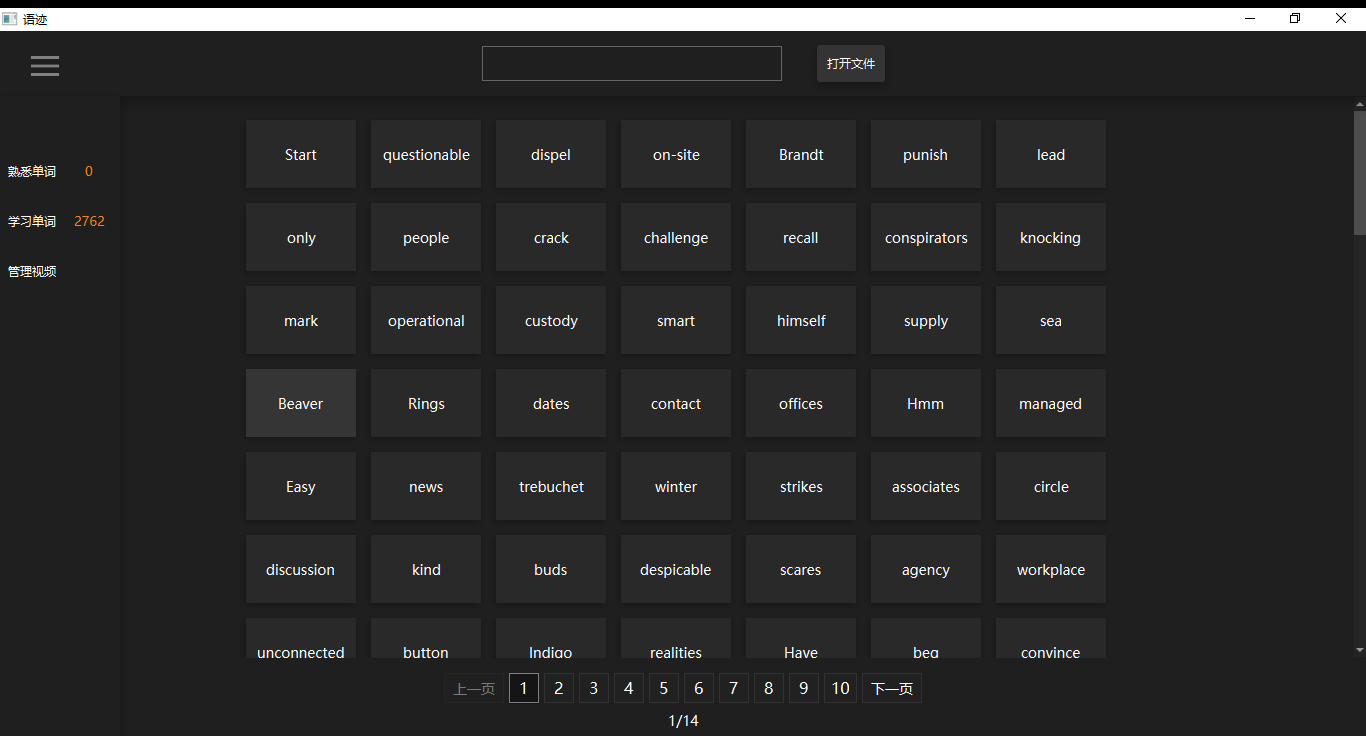 语迹
打开文件
熟悉单词 0
学习单词 2762
管理视频
Start questionable dispel on-site Brandt punish lead
only people crack challenge recall conspirators knocking
mark operational custody smart himself supply sea
Beaver Rings dates contact offices Hmm managed
Easy news trebuchet winter strikes associates circle
discussion kind buds despicable scares agency workplace
unconnected button Indigo realities Have beg convince
上一页 1 2 3 4 5 6 7 8 9 10 下一页
1/14